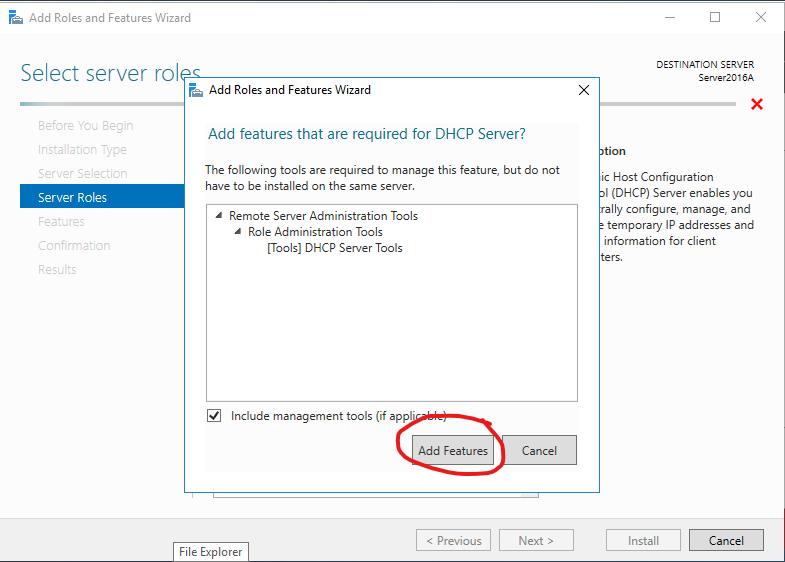 Add Roles and Features Wizard
Select server roles
DESTINATION SERVER
Server2016A
Before You Begin
Installation Type
Server Selection
Server Roles
Features
Confirmation
Results
Add Roles and Features Wizard
Add features that are required for DHCP Server?
The following tools are required to manage this feature, but do not
have to be installed on the same server.
Remote Server Administration Tools
Role Administration Tools
[Tools] DHCP Server Tools
Include management tools (if applicable)
Add Features
Cancel
ption
ic Host Configuration
ol (DHCP) Server enables you
trally configure, manage, and
e temporary IP addresses and
information for client
ters.
< Previous
Next >
Install
Cancel
File Explorer